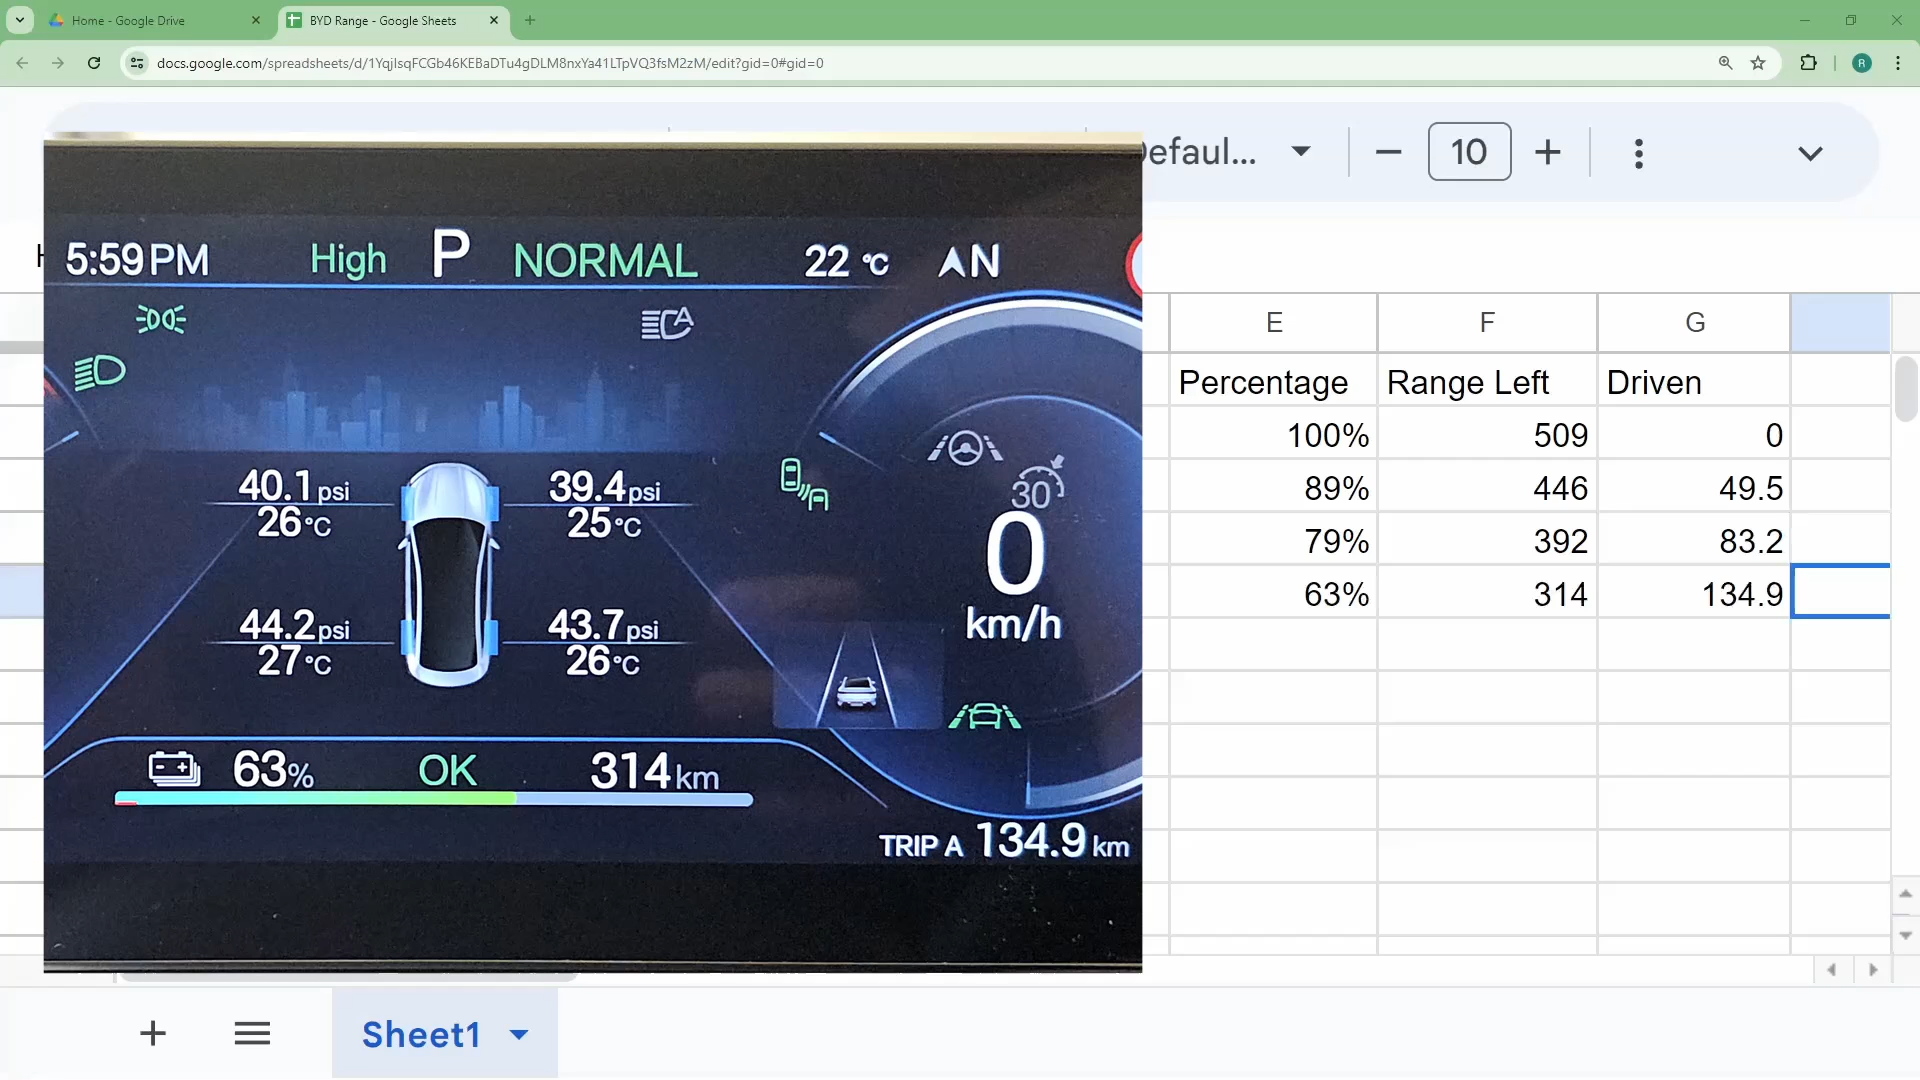 Home - Google Drive
BYD Range - Google Sheets
docs.google.com/spreadsheets/d/1YqjIsqFCGb46KEBaDTu4gDLM8nxYa41LTpVQ3fsM2zM/edit?gid=0#gid=0
R
efaul...
10
5:59 PM High P NORMAL 22 °C N
40.1 psi
26 °C
39.4 psi
25 °C
44.2 psi
27 °C
43.7 psi
26 °C
30
0
km/h
63% OK 314 km
TRIP A 134.9 km
E F G
Percentage Range Left Driven
100% 509 0
89% 446 49.5
79% 392 83.2
63% 314 134.9
Sheet1